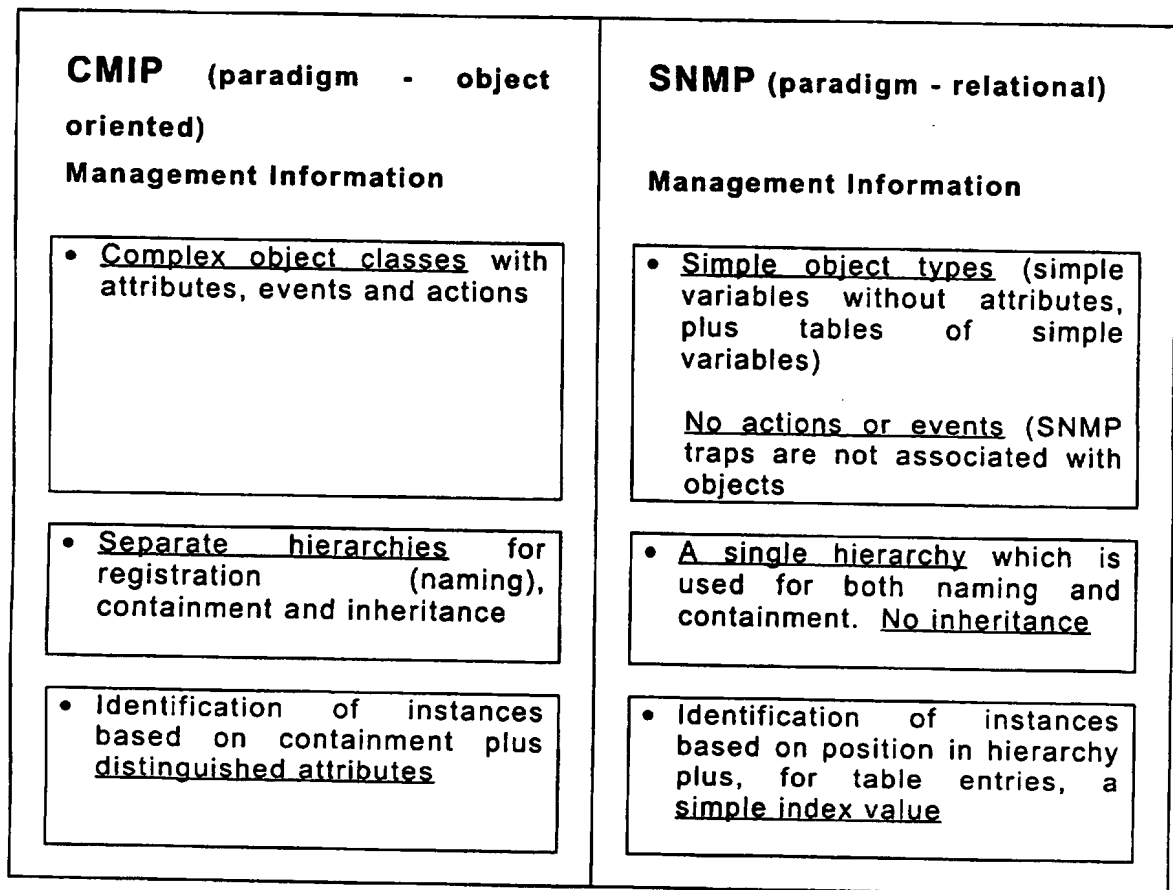 CMIP (paradigm - object
oriented)
Management Information
• Complex object classes with
attributes, events and actions
• Separate hierarchies for
registration (naming),
containment and inheritance
• Identification of instances
based on containment plus
distinguished attributes
SNMP (paradigm - relational)
Management Information
• Simple object types (simple
variables without attributes,
plus tables of simple
variables)
No actions or events (SNMP
traps are not associated with
objects
• A single hierarchy which is
used for both naming and
containment. No inheritance
• Identification of instances
based on position in hierarchy
plus, for table entries, a
simple index value